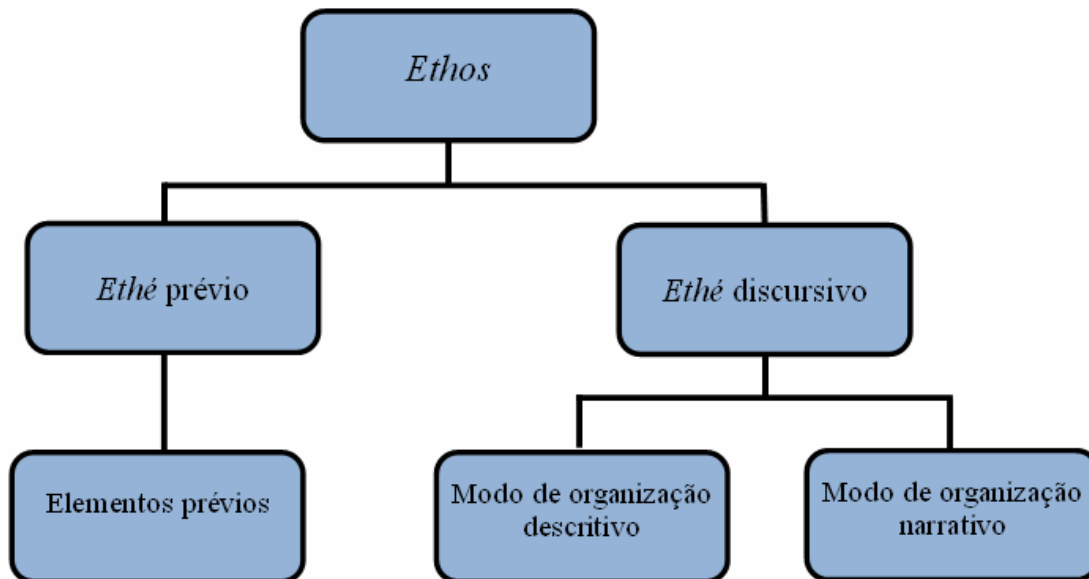 Ethos
Ethé prévio
Ethé discursivo
Elementos prévios
Modo de organização
descritivo
Modo de organização
narrativo